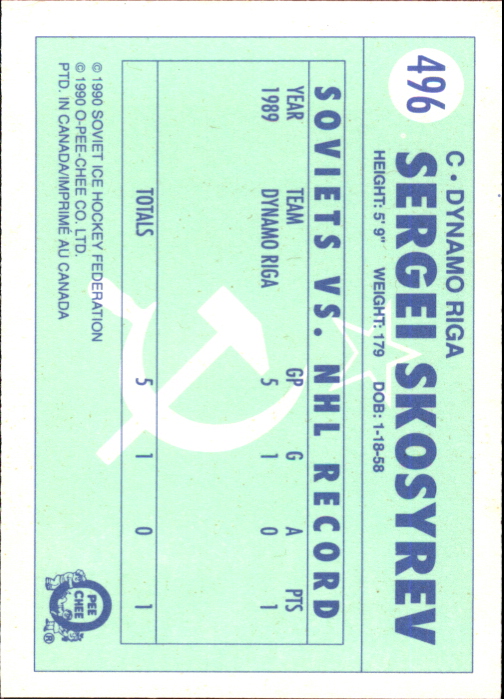 496
C • DYNAMO RIGA
SERGEI SKOSYREV
HEIGHT: 5' 9" WEIGHT: 179 DOB: 1-18-58
SOVIETS VS. NHL RECORD
YEAR TEAM GP G A PTS
1989 DYNAMO RIGA 5 1 0 1
TOTALS 5 1 0 1
© 1990 SOVIET ICE HOCKEY FEDERATION
© 1990 O-PEE-CHEE CO. LTD.
PTD. IN CANADA/IMPRIMÉ AU CANADA
O PEE CHEE ®